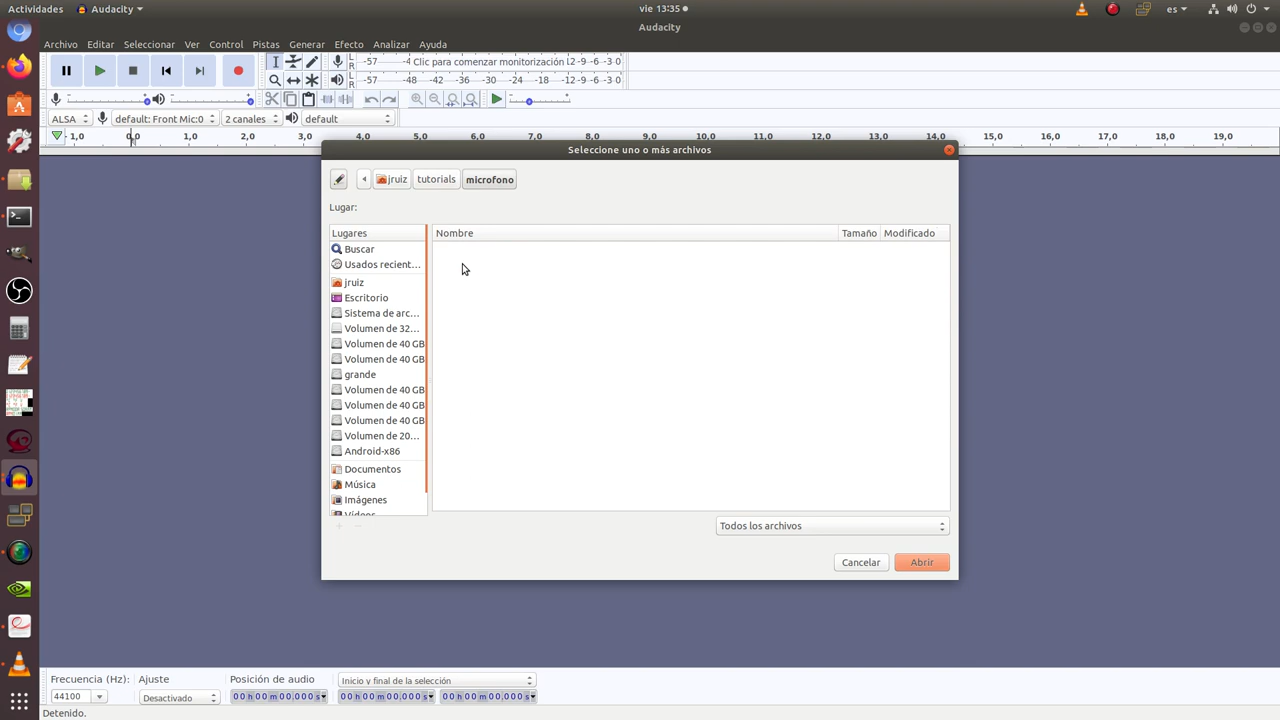 Actividades Audacity vie 13:35 es
Audacity
Archivo Editar Seleccionar Ver Control Pistas Generar Efecto Analizar Ayuda
L R -57 -4 Clic para comenzar monitorización -12 -9 -6 -3 0
L R -57 -48 -42 -36 -30 -24 -18 -12 -9 -6 -3 0
ALSA default: Front Mic:0 2 canales default
1,0 0,0 1,0 2,0 3,0 4,0 5,0 6,0 7,0 8,0 9,0 10,0 11,0 12,0 13,0 14,0 15,0 16,0 17,0 18,0 19,0
Seleccione uno o más archivos
jruiz tutorials microfono
Lugar:
Lugares Nombre Tamaño Modificado
Buscar
Usados recient...
jruiz
Escritorio
Sistema de arc...
Volumen de 32...
Volumen de 40 GB
Volumen de 40 GB
grande
Volumen de 40 GB
Volumen de 40 GB
Volumen de 40 GB
Volumen de 20...
Android-x86
Documentos
Música
Imágenes
Vídeos
Todos los archivos
Cancelar Abrir
Frecuencia (Hz): Ajuste Posición de audio Inicio y final de la selección
44100 Desactivado 00 h 00 m 00,000 s 00 h 00 m 00,000 s 00 h 00 m 00,000 s
Detenido.